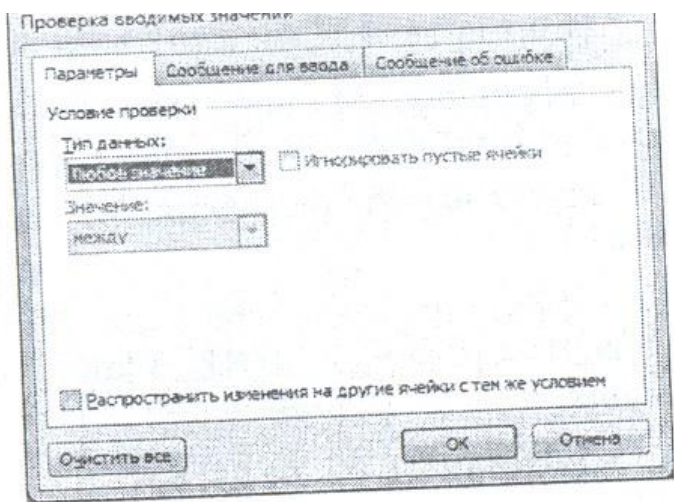 Проверка вводимых значений
Параметры
Сообщение для ввода
Сообщение об ошибке
Условие проверки
Тип данных:
Любое значение
Игнорировать пустые ячейки
Значение:
между
Распространить изменения на другие ячейки с тем же условием
Очистить все
ОК
Отмена